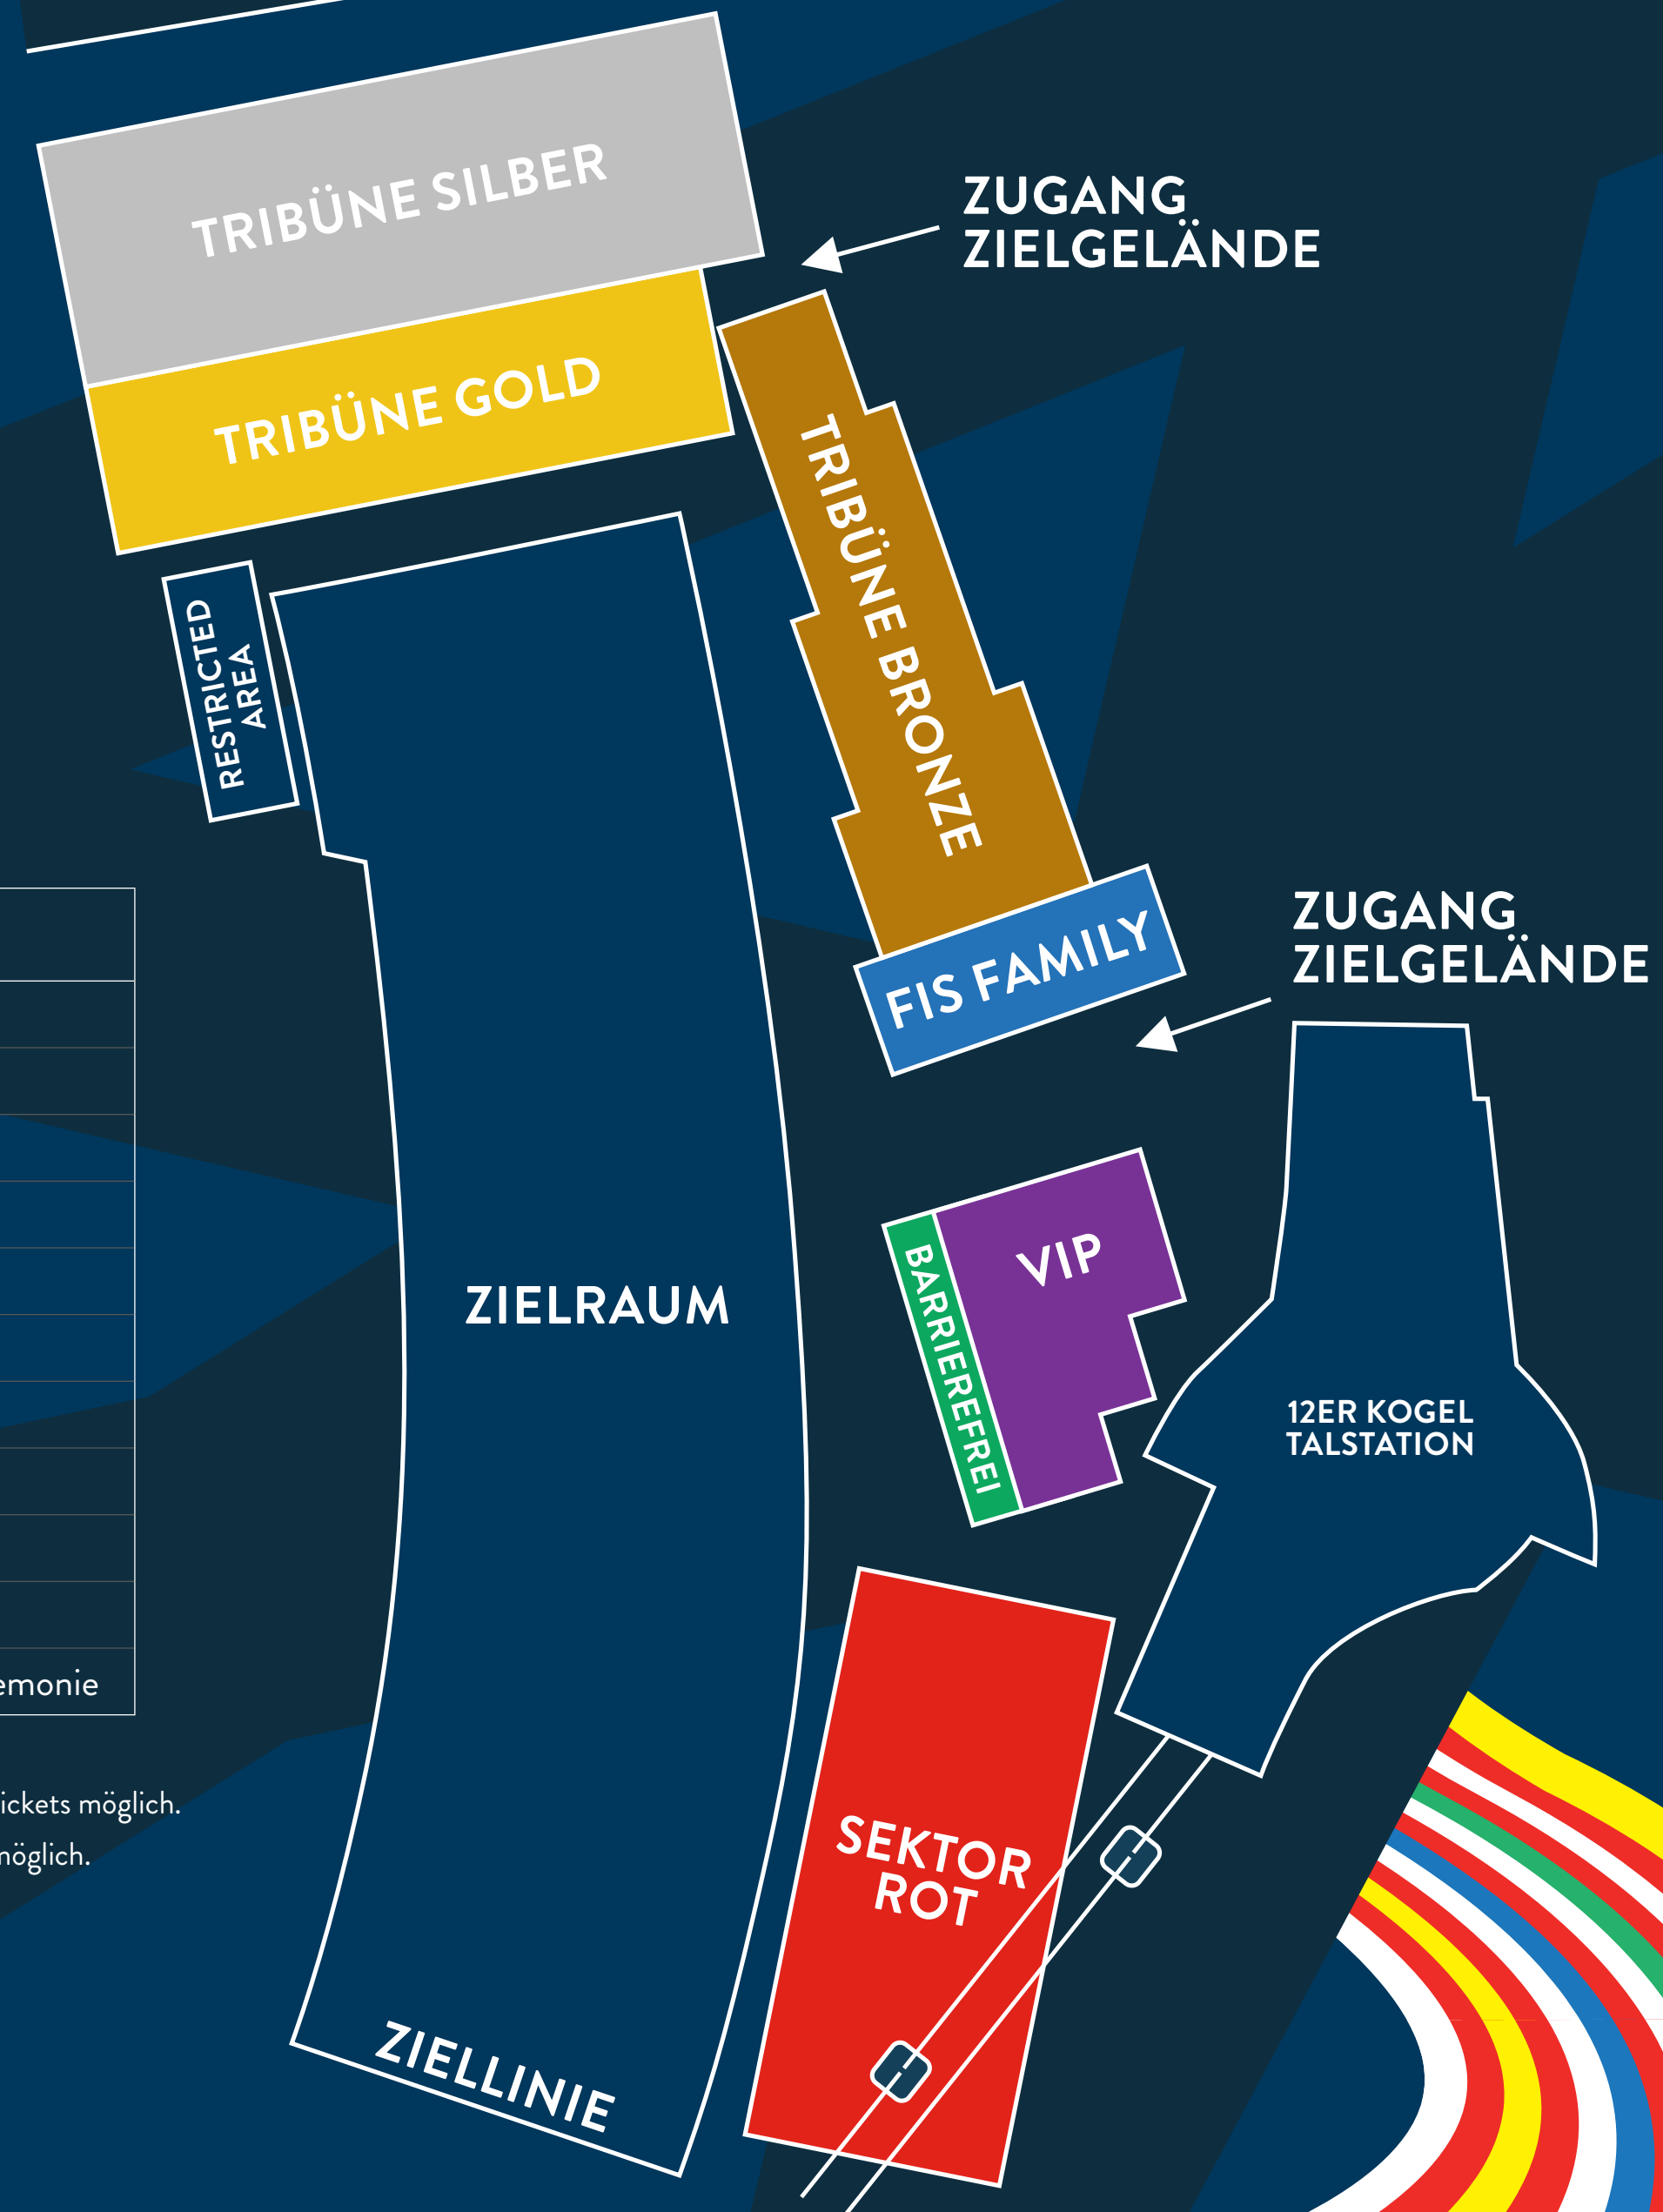 TRIBÜNE SILBER
ZUGANG
ZIELGELÄNDE
TRIBÜNE GOLD
TRIBÜNE BRONZE
RESTRICTED
AREA
ZUGANG
ZIELGELÄNDE
FIS FAMILY
VIP
BARRIEREFREI
ZIELRAUM
12ER KOGEL
TALSTATION
emonie
ickets möglich.
möglich.
SEKTOR
ROT
ZIELLINIE